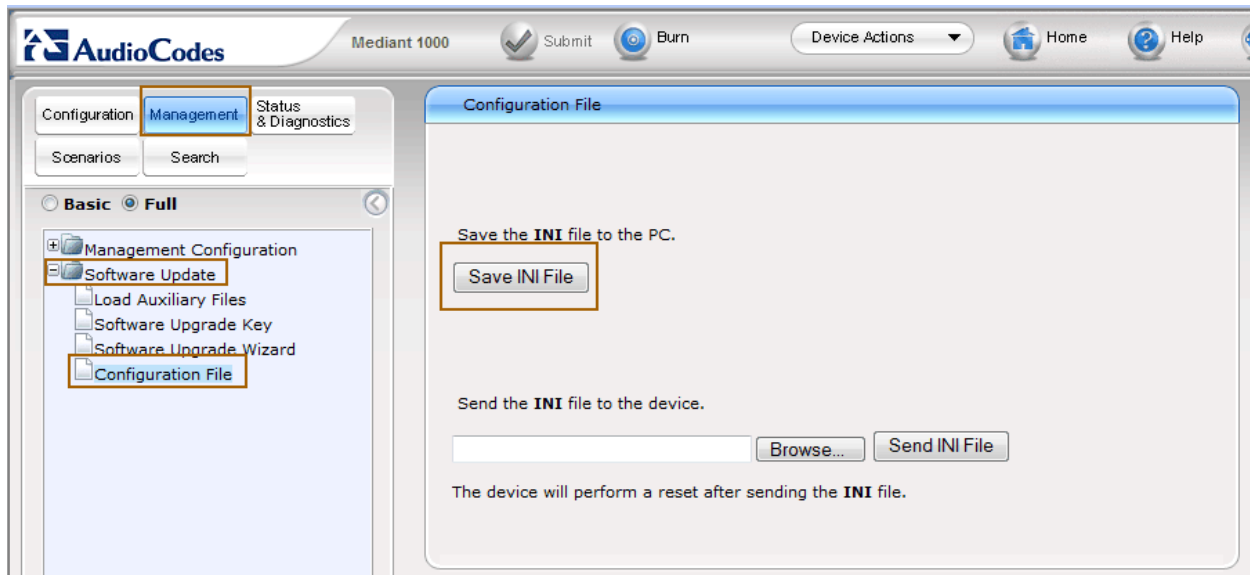 AudioCodes Mediant 1000 Submit Burn Device Actions Home Help
Configuration Management Status & Diagnostics
Scenarios Search
Basic Full
Management Configuration
Software Update
Load Auxiliary Files
Software Upgrade Key
Software Upgrade Wizard
Configuration File
Configuration File
Save the INI file to the PC.
Save INI File
Send the INI file to the device.
Browse... Send INI File
The device will perform a reset after sending the INI file.